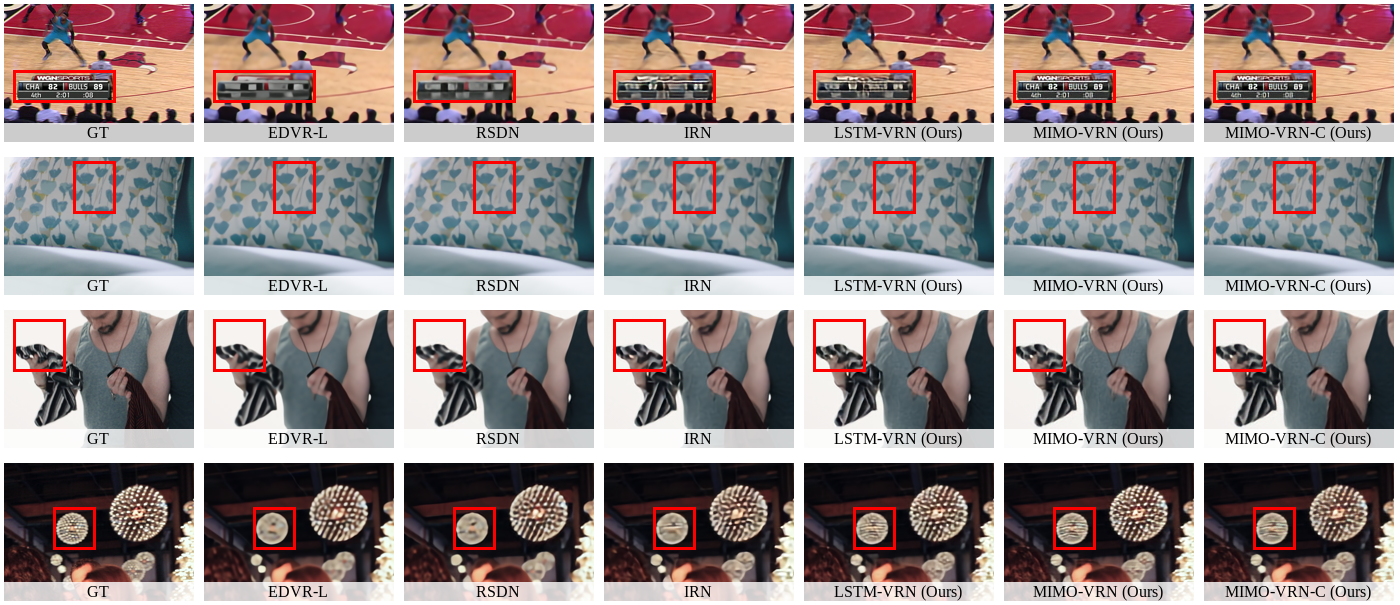 WGNSPORTS
CHA 82 BULLS 89
4th 2:01 :08
WGNSPORTS
CHA 82 BULLS 89
4th 2:01 :08
WGNSPORTS
CHA 82 BULLS 89
4th 2:01 :08
GT EDVR-L RSDN IRN LSTM-VRN (Ours) MIMO-VRN (Ours) MIMO-VRN-C (Ours)
GT EDVR-L RSDN IRN LSTM-VRN (Ours) MIMO-VRN (Ours) MIMO-VRN-C (Ours)
GT EDVR-L RSDN IRN LSTM-VRN (Ours) MIMO-VRN (Ours) MIMO-VRN-C (Ours)
GT EDVR-L RSDN IRN LSTM-VRN (Ours) MIMO-VRN (Ours) MIMO-VRN-C (Ours)